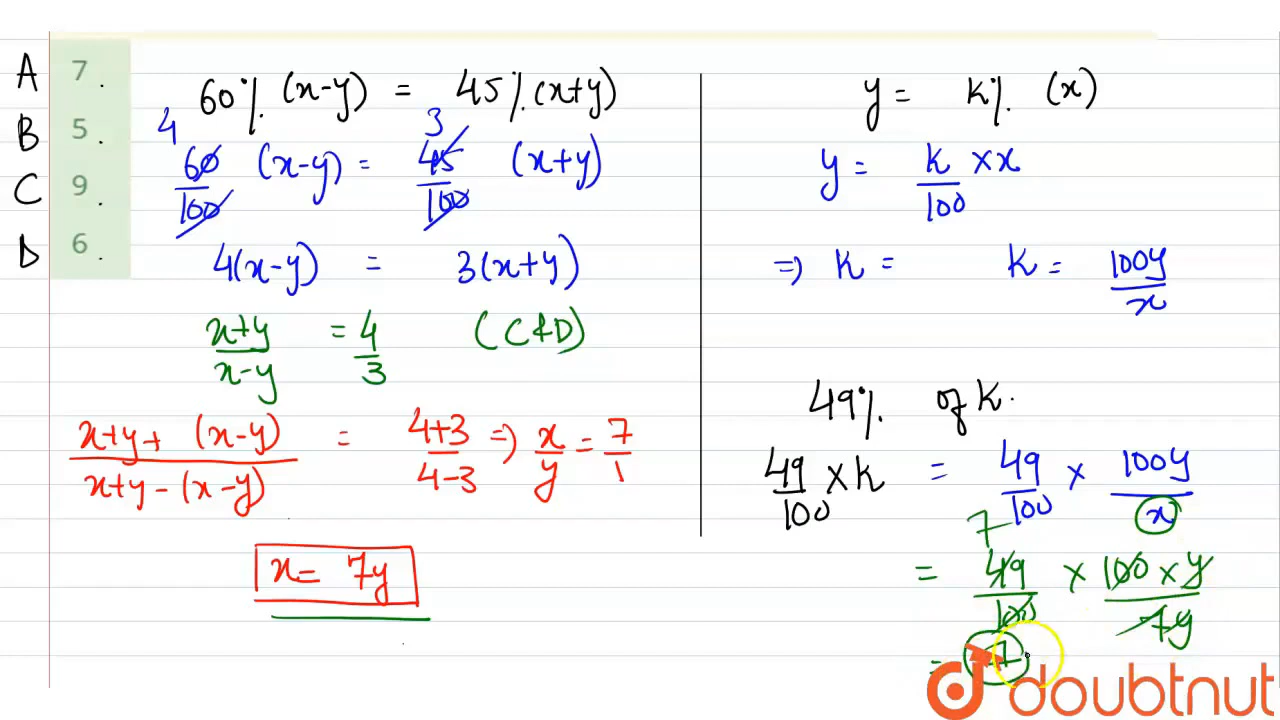 A 7.
B 5.
C 9.
D 6.
60% (x-y) = 45% (x+y)
4 3
60/100 (x-y) = 45/100 (x+y)
4(x-y) = 3(x+y)
x+y/x-y = 4/3 (C&D)
x+y+(x-y)/x+y-(x-y) = 4+3/4-3 => x/y = 7/1
x= 7y
y = k% (x)
y = k/100 × x
=> k = k = 100y/x
49% of k.
49/100 × k = 49/100 × 100y/x
7
= 49/100 × 100×y/7y
= 7
doubtnut